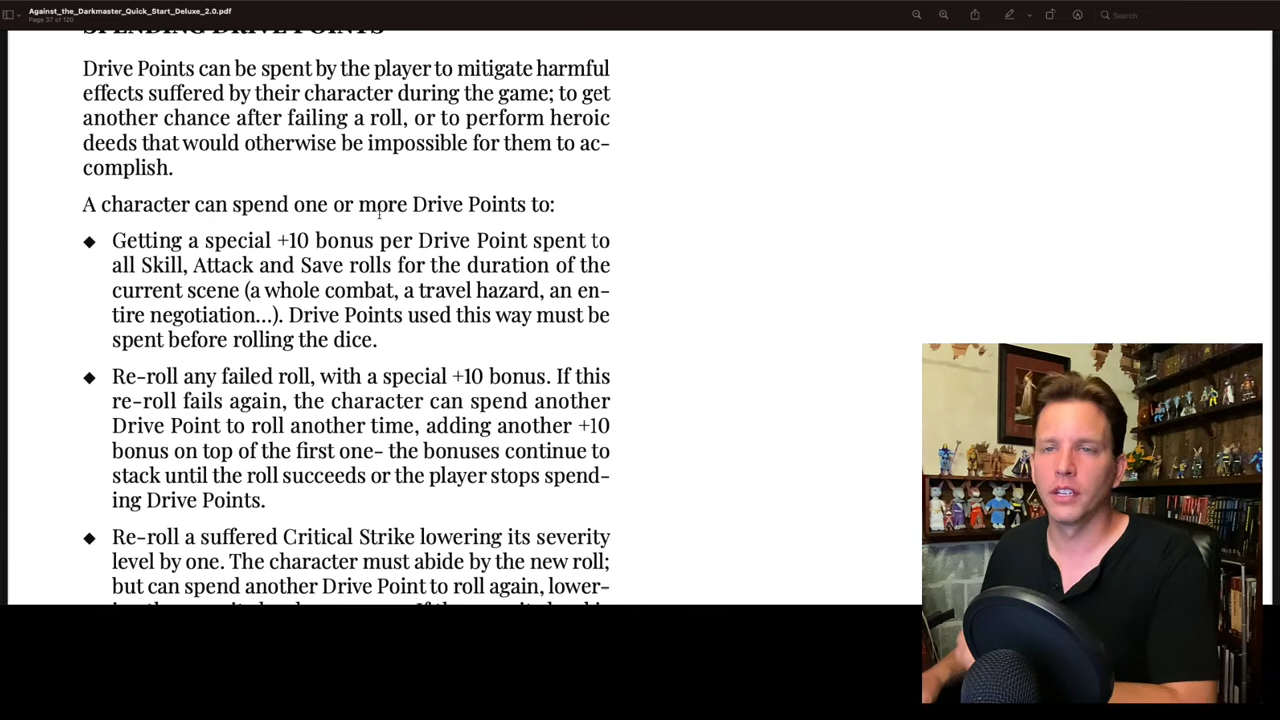 Against_the_Darkmaster_Quick_Start_Deluxe_2.0.pdf
Page 37 of 120
Search
SPENDING DRIVE POINTS
Drive Points can be spent by the player to mitigate harmful
effects suffered by their character during the game; to get
another chance after failing a roll, or to perform heroic
deeds that would otherwise be impossible for them to ac-
complish.
A character can spend one or more Drive Points to:
◆ Getting a special +10 bonus per Drive Point spent to
all Skill, Attack and Save rolls for the duration of the
current scene (a whole combat, a travel hazard, an en-
tire negotiation...). Drive Points used this way must be
spent before rolling the dice.
◆ Re-roll any failed roll, with a special +10 bonus. If this
re-roll fails again, the character can spend another
Drive Point to roll another time, adding another +10
bonus on top of the first one- the bonuses continue to
stack until the roll succeeds or the player stops spend-
ing Drive Points.
◆ Re-roll a suffered Critical Strike lowering its severity
level by one. The character must abide by the new roll;
but can spend another Drive Point to roll again, lower-